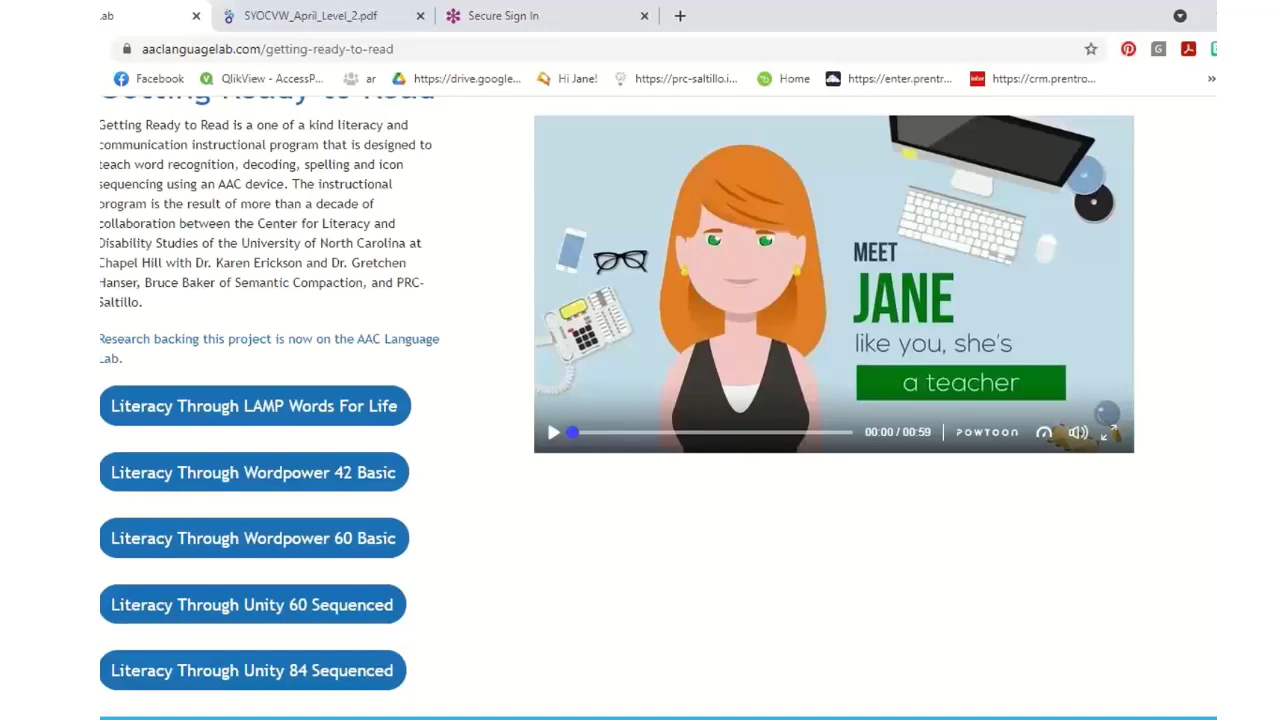 .ab
SYOCVW_April_Level_2.pdf
Secure Sign In
aaclanguagelab.com/getting-ready-to-read
Facebook
QlikView - AccessP...
ar
https://drive.google...
Hi Jane!
https://prc-saltillo.i...
Home
https://enter.prentr...
https://crm.prentro...
Getting Ready to Read
Getting Ready to Read is a one of a kind literacy and
communication instructional program that is designed to
teach word recognition, decoding, spelling and icon
sequencing using an AAC device. The instructional
program is the result of more than a decade of
collaboration between the Center for Literacy and
Disability Studies of the University of North Carolina at
Chapel Hill with Dr. Karen Erickson and Dr. Gretchen
Hanser, Bruce Baker of Semantic Compaction, and PRC-
Saltillo.
Research backing this project is now on the AAC Language
Lab.
Literacy Through LAMP Words For Life
Literacy Through Wordpower 42 Basic
Literacy Through Wordpower 60 Basic
Literacy Through Unity 60 Sequenced
Literacy Through Unity 84 Sequenced
MEET
JANE
like you, she's
a teacher
00:00 / 00:59
POWTOON